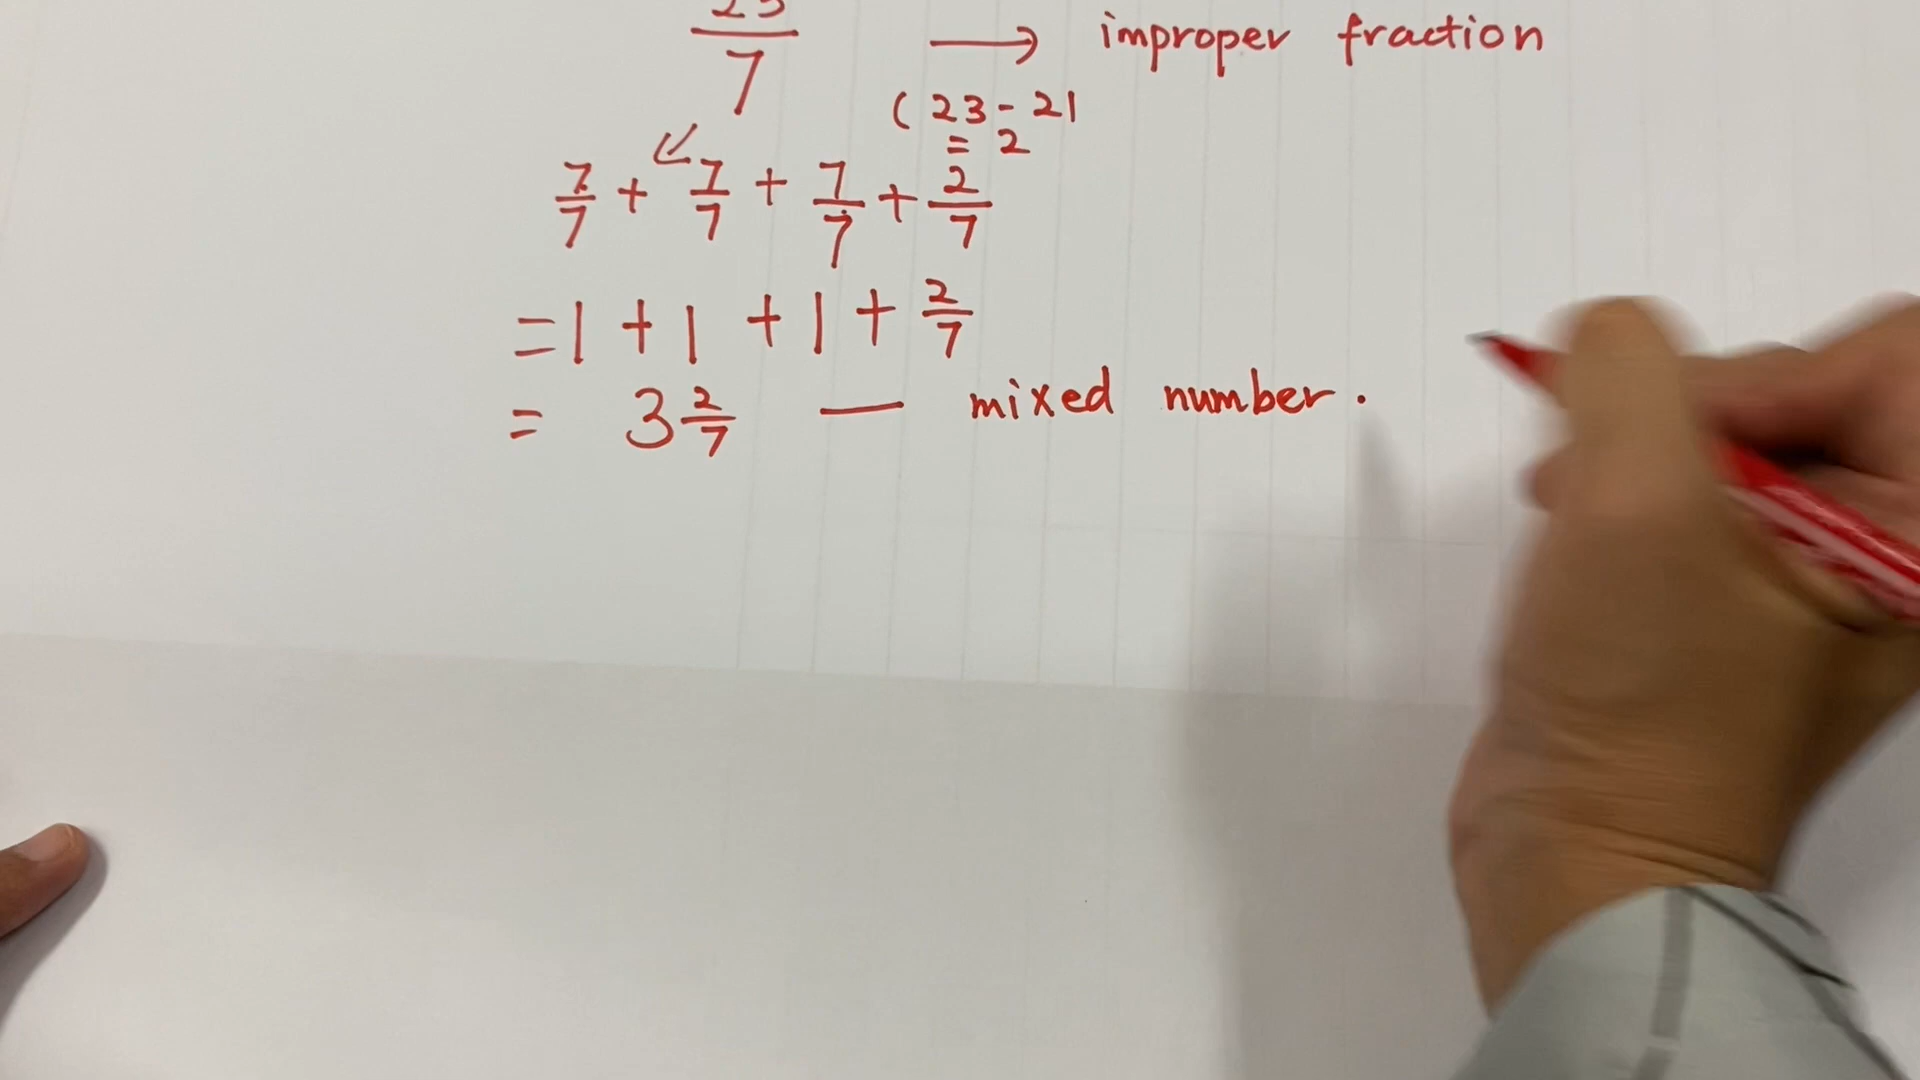 23/7 → improper fraction
(23-21
= 2
7/7 + 7/7 + 7/7 + 2/7
= 1 + 1 + 1 + 2/7
= 3 2/7 — mixed number.